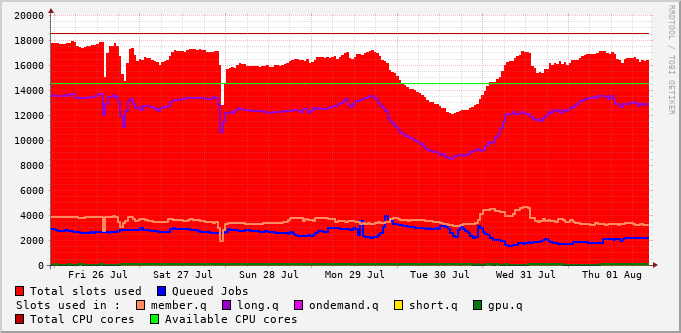 20000
18000
16000
14000
12000
10000
8000
6000
4000
2000
0
Fri 26 Jul Sat 27 Jul Sun 28 Jul Mon 29 Jul Tue 30 Jul Wed 31 Jul Thu 01 Aug
RRDTOOL / TOBI OETIKER
Total slots used Queued Jobs
Slots used in : member.q long.q ondemand.q short.q gpu.q
Total CPU cores Available CPU cores